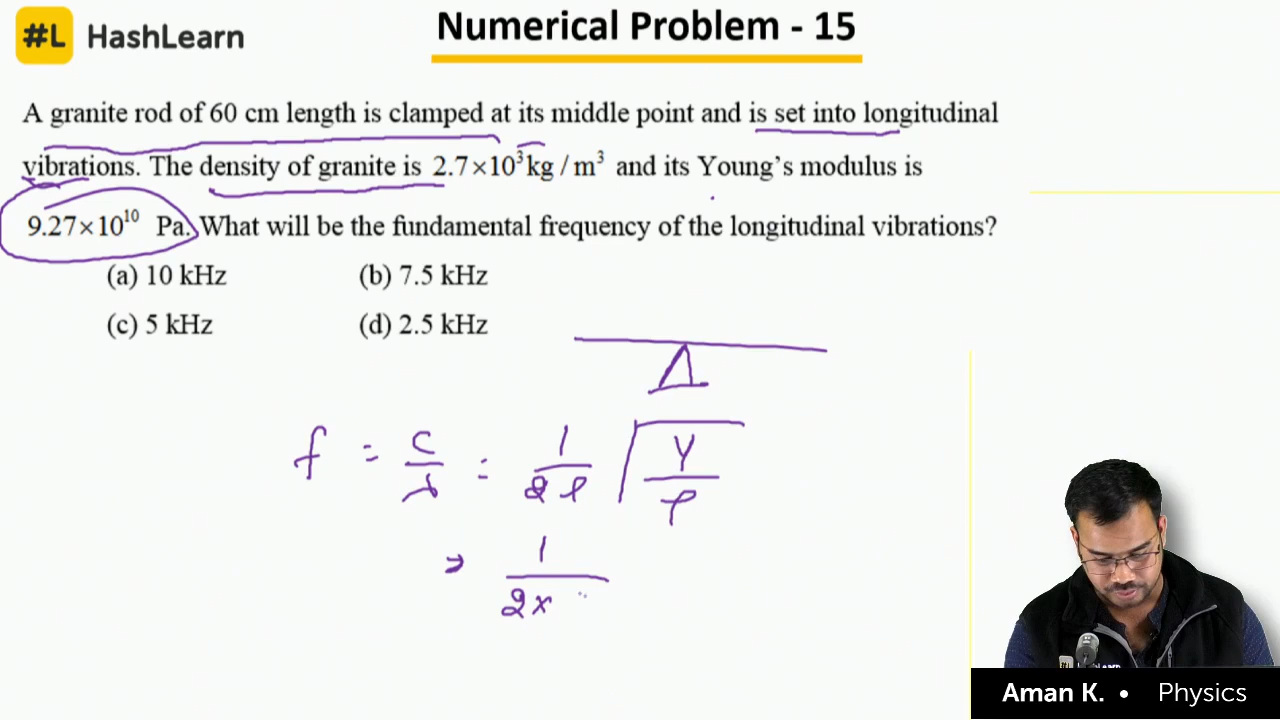 #L HashLearn
Numerical Problem - 15
A granite rod of 60 cm length is clamped at its middle point and is set into longitudinal
vibrations. The density of granite is 2.7×10³ kg / m³ and its Young's modulus is
9.27×10¹⁰ Pa. What will be the fundamental frequency of the longitudinal vibrations?
(a) 10 kHz (b) 7.5 kHz
(c) 5 kHz (d) 2.5 kHz
f = c/λ = 1/2l √(Y/ρ)
⇒ 1/2×
Aman K. • Physics